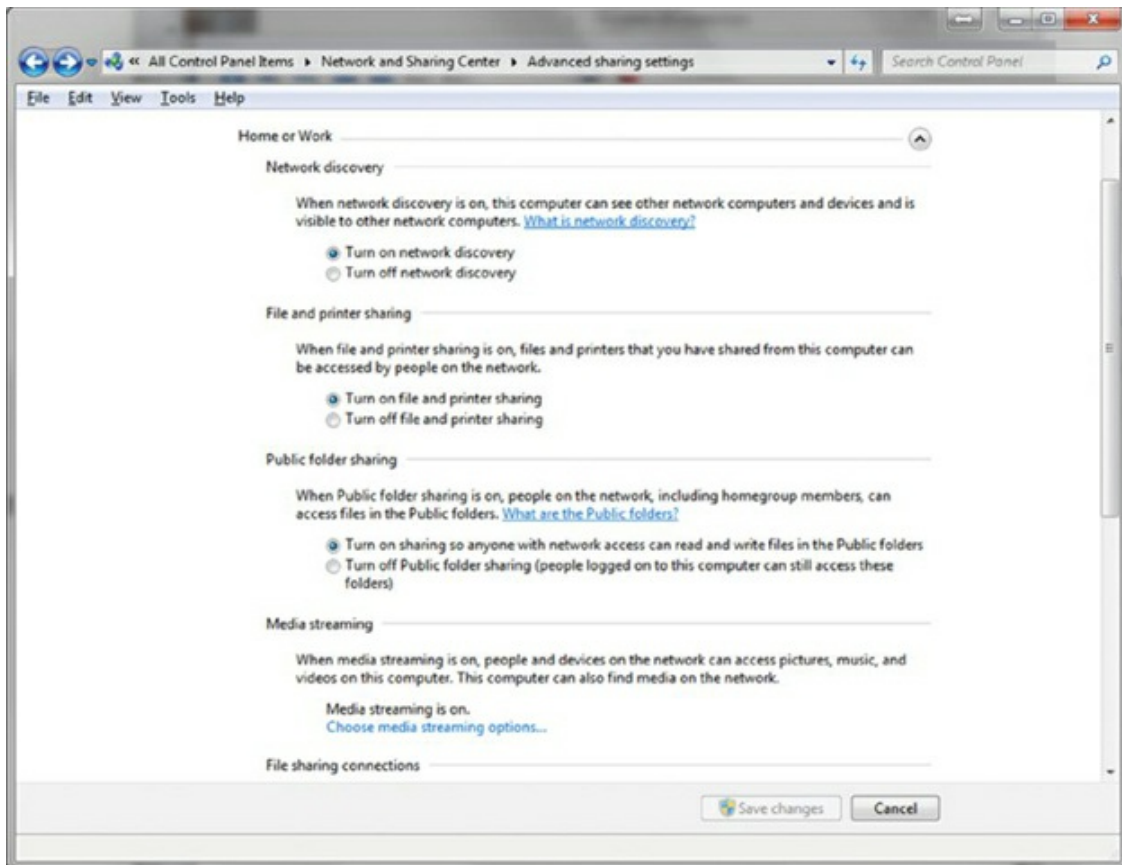 « All Control Panel Items ▸ Network and Sharing Center ▸ Advanced sharing settings
Search Control Panel
File Edit View Tools Help
Home or Work
Network discovery
When network discovery is on, this computer can see other network computers and devices and is
visible to other network computers. What is network discovery?
Turn on network discovery
Turn off network discovery
File and printer sharing
When file and printer sharing is on, files and printers that you have shared from this computer can
be accessed by people on the network.
Turn on file and printer sharing
Turn off file and printer sharing
Public folder sharing
When Public folder sharing is on, people on the network, including homegroup members, can
access files in the Public folders. What are the Public folders?
Turn on sharing so anyone with network access can read and write files in the Public folders
Turn off Public folder sharing (people logged on to this computer can still access these
folders)
Media streaming
When media streaming is on, people and devices on the network can access pictures, music, and
videos on this computer. This computer can also find media on the network.
Media streaming is on.
Choose media streaming options...
File sharing connections
Save changes Cancel